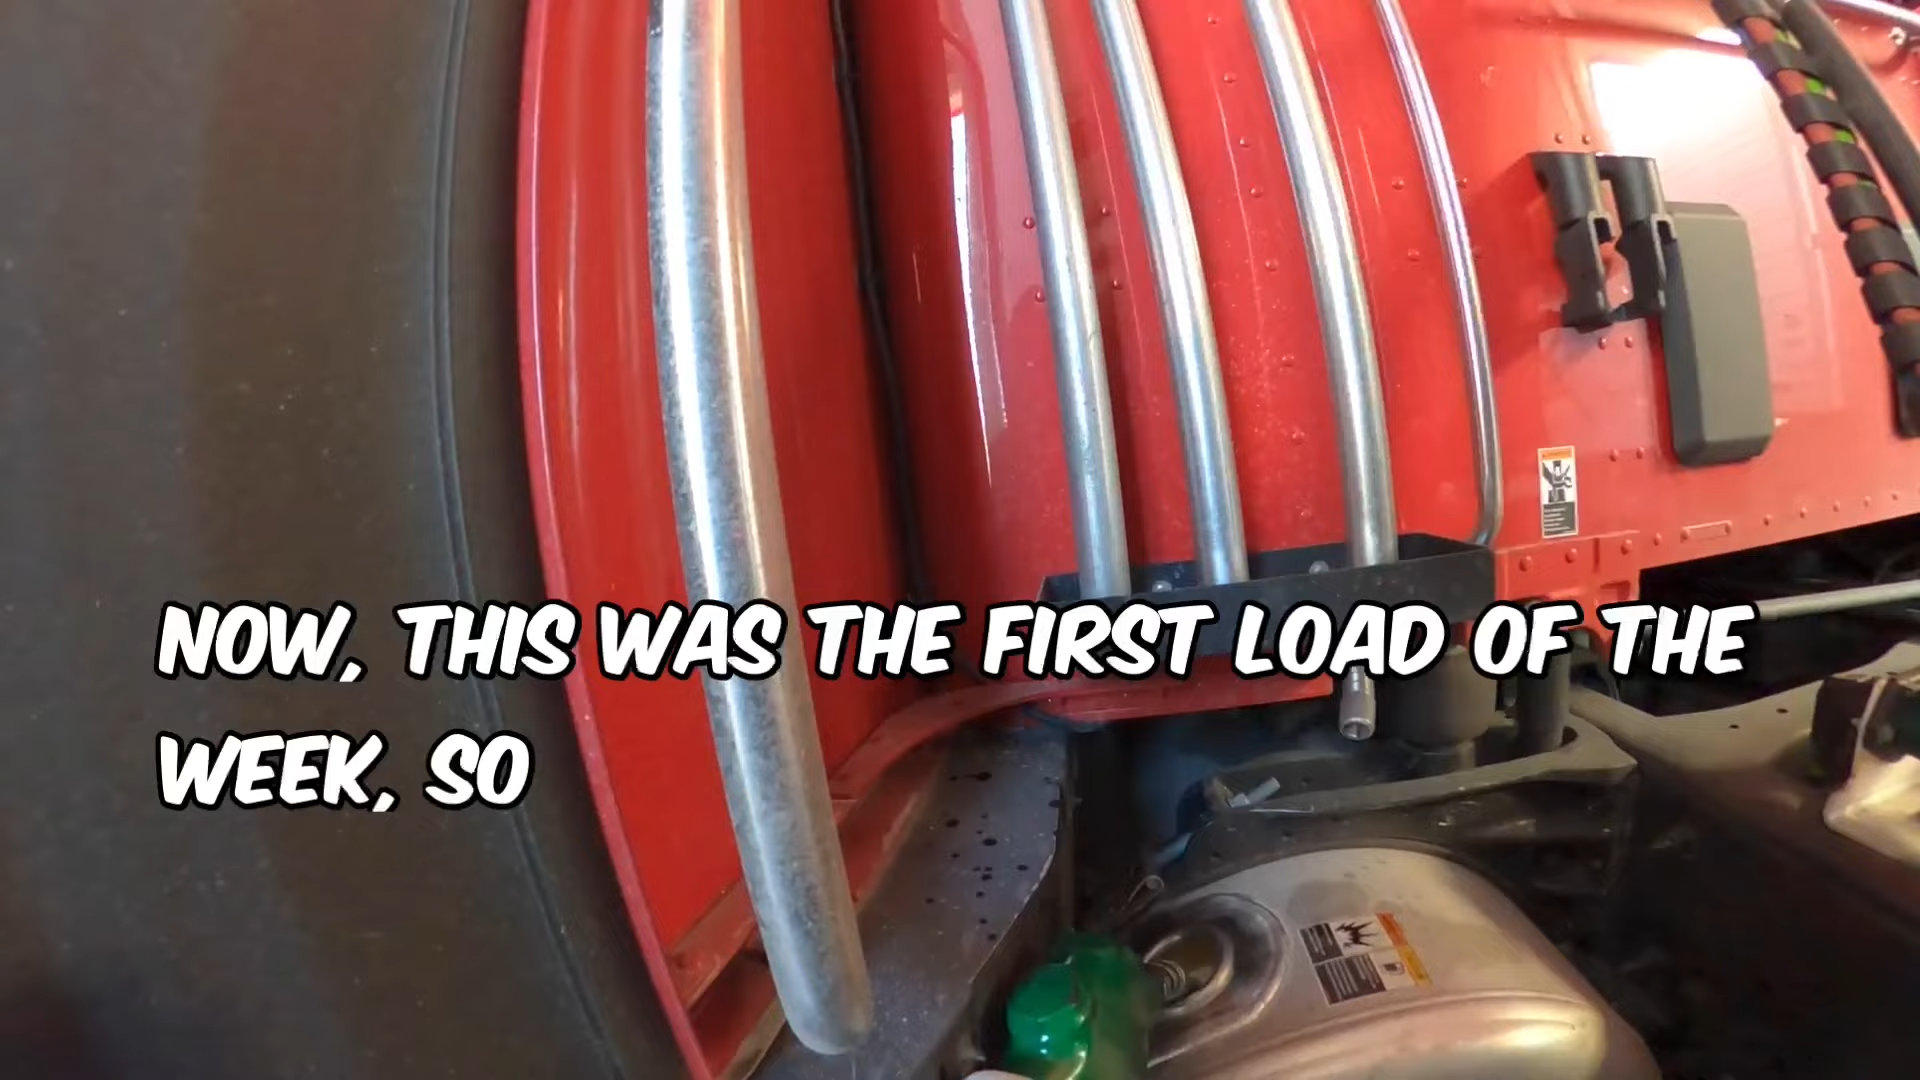 NOW, THIS WAS THE FIRST LOAD OF THE
WEEK, SO